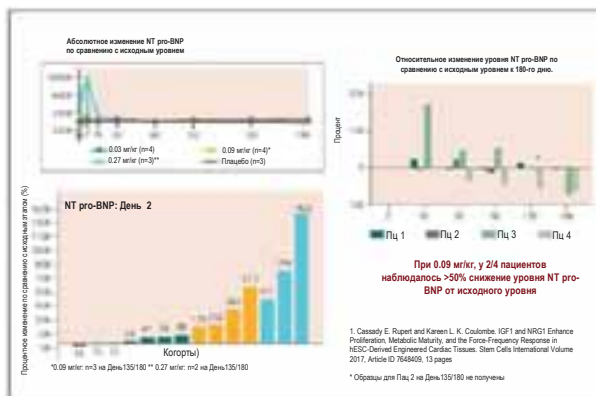 Абсолютное изменение NT pro-BNP
по сравнению с исходным уровнем
0.03 мг/кг (n=4)
0.09 мг/кг (n=4)*
0.27 мг/кг (n=3)**
Плацебо (n=3)
Процентное изменение по сравнению с исходным этапом (%)
NT pro-BNP: День 2
Когорты)
*0.09 мг/кг: n=3 на День135/180 ** 0.27 мг/кг: n=2 на День135/180
Относительное изменение уровня NT pro-BNP по
сравнению с исходным уровнем к 180-го дню.
Процент
Пц 1
Пц 2
Пц 3
Пц 4
При 0.09 мг/кг, у 2/4 пациентов
наблюдалось >50% снижение уровня NT pro-
BNP от исходного уровня
1. Cassady E. Rupert and Kareen L. K. Coulombe. IGF1 and NRG1 Enhance
Proliferation, Metabolic Maturity, and the Force-Frequency Response in
hESC-Derived Engineered Cardiac Tissues. Stem Cells International Volume
2017, Article ID 7648409, 13 pages
* Образцы для Пац 2 на День135/180 не получены